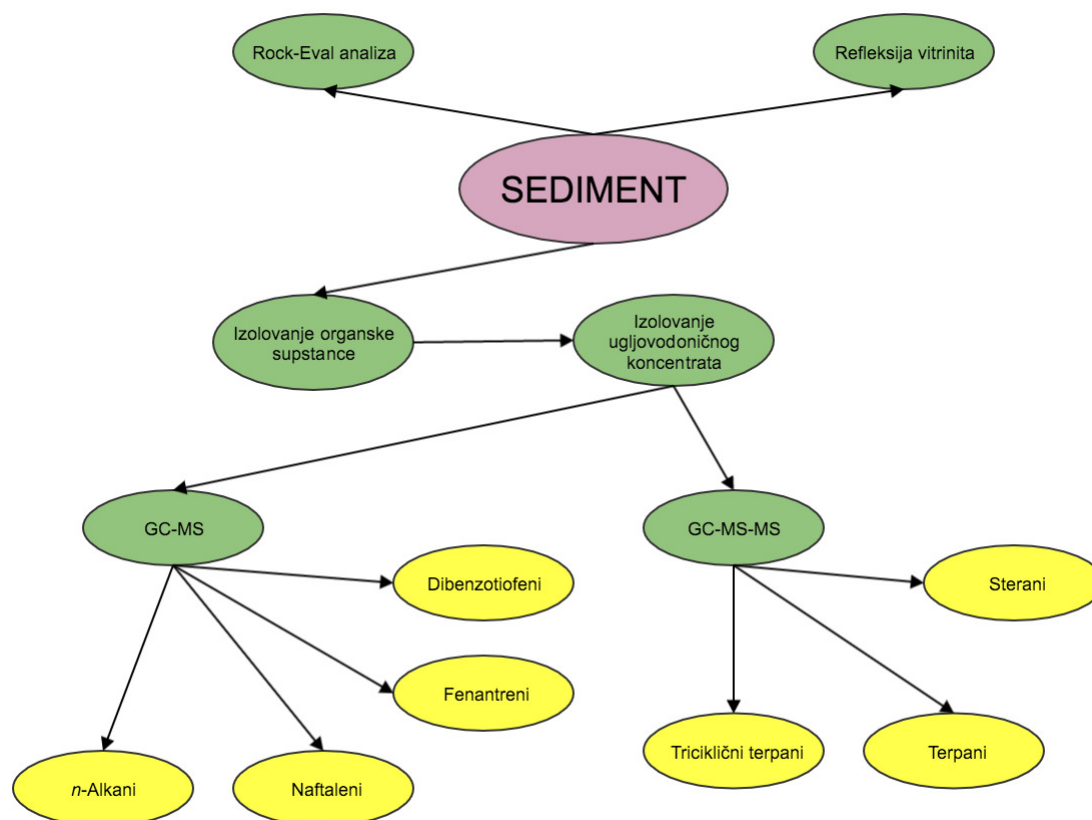 Rock-Eval analiza
Refleksija vitrinita
SEDIMENT
Izolovanje organske
supstance
Izolovanje
ugljovodoničnog
koncentrata
GC-MS
GC-MS-MS
Dibenzotiofeni
Sterani
Fenantreni
Triciklični terpani
Terpani
n-Alkani
Naftaleni